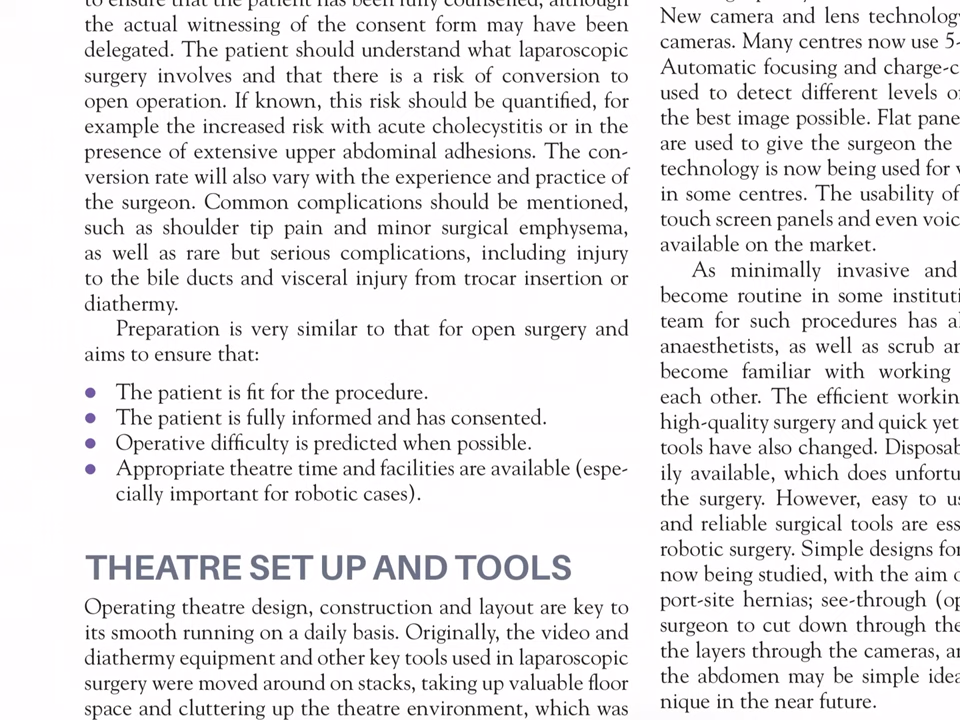 to ensure that the patient has been fully counselled, although
the actual witnessing of the consent form may have been
delegated. The patient should understand what laparoscopic
surgery involves and that there is a risk of conversion to
open operation. If known, this risk should be quantified, for
example the increased risk with acute cholecystitis or in the
presence of extensive upper abdominal adhesions. The con-
version rate will also vary with the experience and practice of
the surgeon. Common complications should be mentioned,
such as shoulder tip pain and minor surgical emphysema,
as well as rare but serious complications, including injury
to the bile ducts and visceral injury from trocar insertion or
diathermy.
Preparation is very similar to that for open surgery and
aims to ensure that:
● The patient is fit for the procedure.
● The patient is fully informed and has consented.
● Operative difficulty is predicted when possible.
● Appropriate theatre time and facilities are available (espe-
cially important for robotic cases).
THEATRE SET UP AND TOOLS
Operating theatre design, construction and layout are key to
its smooth running on a daily basis. Originally, the video and
diathermy equipment and other key tools used in laparoscopic
surgery were moved around on stacks, taking up valuable floor
space and cluttering up the theatre environment, which was
New camera and lens technology
cameras. Many centres now use 5-
Automatic focusing and charge-c
used to detect different levels o
the best image possible. Flat pane
are used to give the surgeon the
technology is now being used for v
in some centres. The usability of
touch screen panels and even voic
available on the market.
As minimally invasive and
become routine in some instituti
team for such procedures has al
anaesthetists, as well as scrub an
become familiar with working
each other. The efficient workin
high-quality surgery and quick yet
tools have also changed. Disposab
ily available, which does unfortu
the surgery. However, easy to us
and reliable surgical tools are ess
robotic surgery. Simple designs for
now being studied, with the aim o
port-site hernias; see-through (op
surgeon to cut down through the
the layers through the cameras, an
the abdomen may be simple idea
nique in the near future.